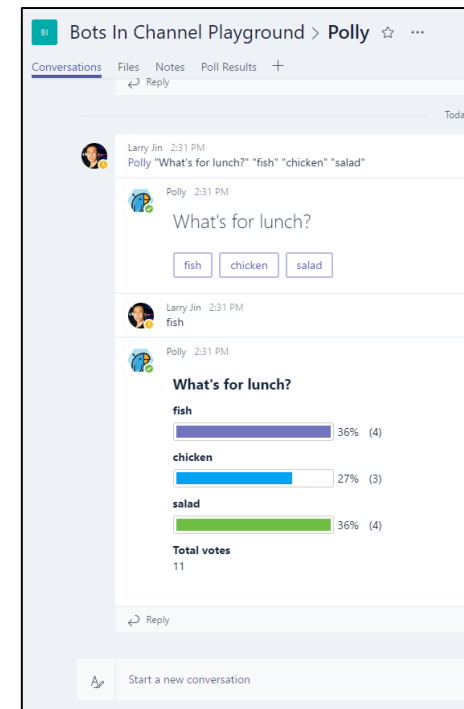 BI Bots In Channel Playground > Polly ☆ ···
Conversations Files Notes Poll Results +
Reply
Toda
Larry Jin 2:31 PM
Polly "What's for lunch?" "fish" "chicken" "salad"
Polly 2:31 PM
What's for lunch?
fish chicken salad
Larry Jin 2:31 PM
fish
Polly 2:31 PM
What's for lunch?
fish
36% (4)
chicken
27% (3)
salad
36% (4)
Total votes
11
Reply
Start a new conversation